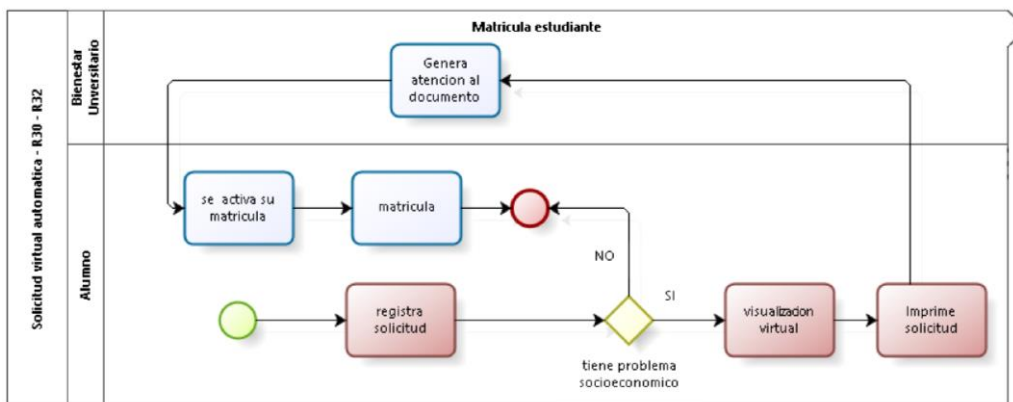 Matricula estudiante
Solicitud virtual automatica - R30 - R32
Bienestar
Unversitario
Genera
atencion al
documento
Alumno
se activa su
matricula
matricula
NO
SI
registra
solicitud
visualizadon
virtual
Imprime
solicitud
tiene problema
socioeconomico